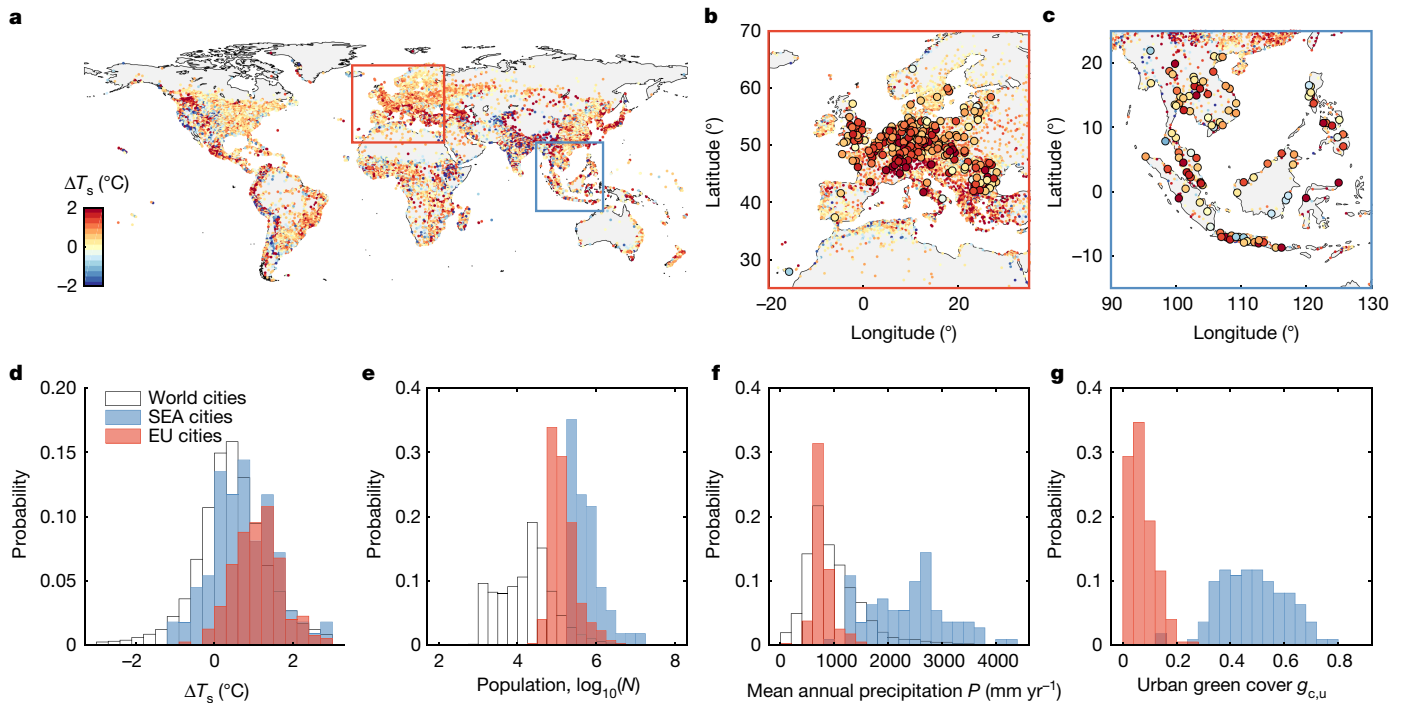 a
b
c
ΔTs (°C)
2
0
−2
70
60
50
40
30
Latitude (°)
−20
0
20
Longitude (°)
20
10
0
−10
Latitude (°)
90
100
110
120
130
Longitude (°)
d
e
f
g
0.20
0.15
0.10
0.05
0
Probability
World cities
SEA cities
EU cities
−2
0
2
ΔTs (°C)
0.4
0.3
0.2
0.1
0
Probability
2
4
6
8
Population, log10(N)
0.4
0.3
0.2
0.1
0
Probability
0
1000
2000
3000
4000
Mean annual precipitation P (mm yr−1)
0.4
0.3
0.2
0.1
0
Probability
0
0.2
0.4
0.6
0.8
Urban green cover gc,u